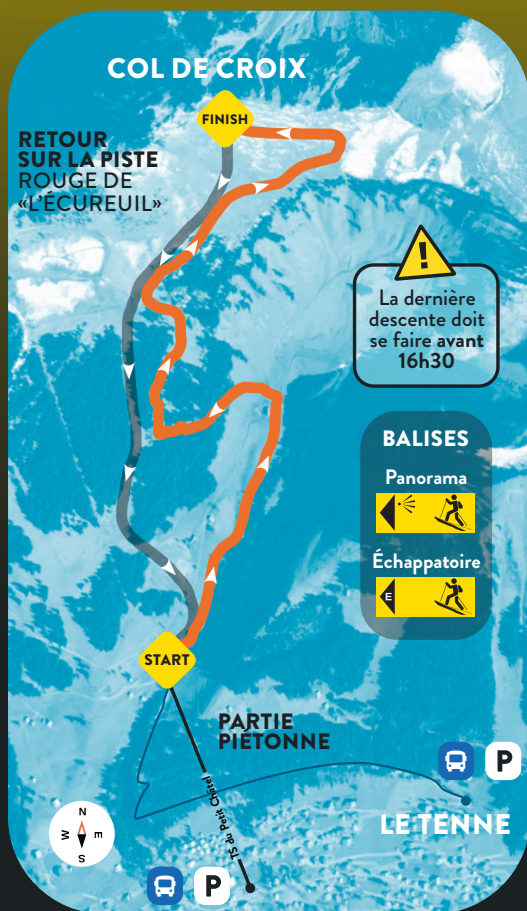 COL DE CROIX
FINISH
RETOUR
SUR LA PISTE
ROUGE DE
«L'ÉCUREUIL»
!
La dernière
descente doit
se faire avant
16h30
BALISES
Panorama
Échappatoire
E
START
PARTIE
PIÉTONNE
TS du Petit Châtel
P
LE TENNE
N
W
E
S
P